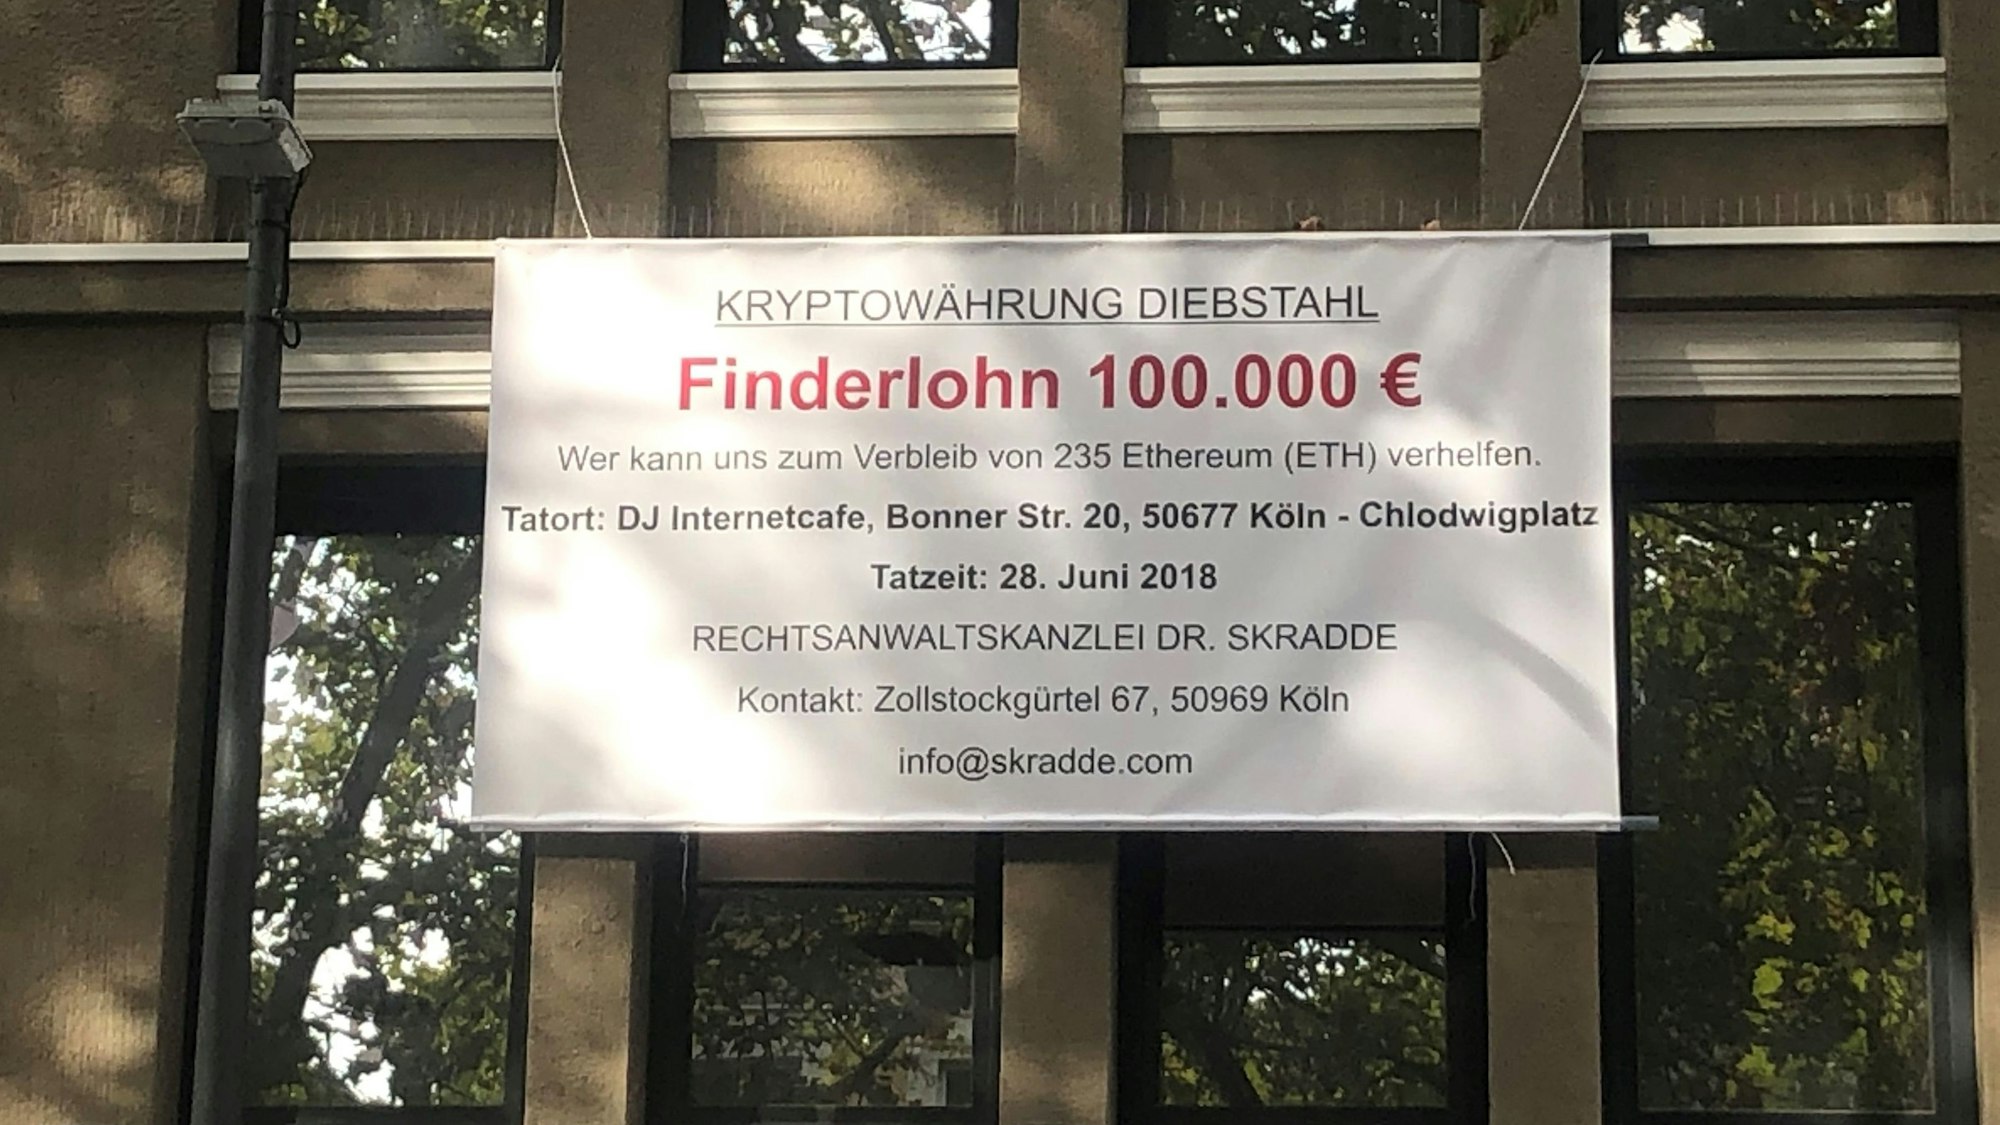 KRYPTOWÄHRUNG DIEBSTAHL
Finderlohn 100.000 €
Wer kann uns zum Verbleib von 235 Ethereum (ETH) verhelfen.
Tatort: DJ Internetcafe, Bonner Str. 20, 50677 Köln - Chlodwigplatz
Tatzeit: 28. Juni 2018
RECHTSANWALTSKANZLEI DR. SKRADDE
Kontakt: Zollstockgürtel 67, 50969 Köln
info@skradde.com